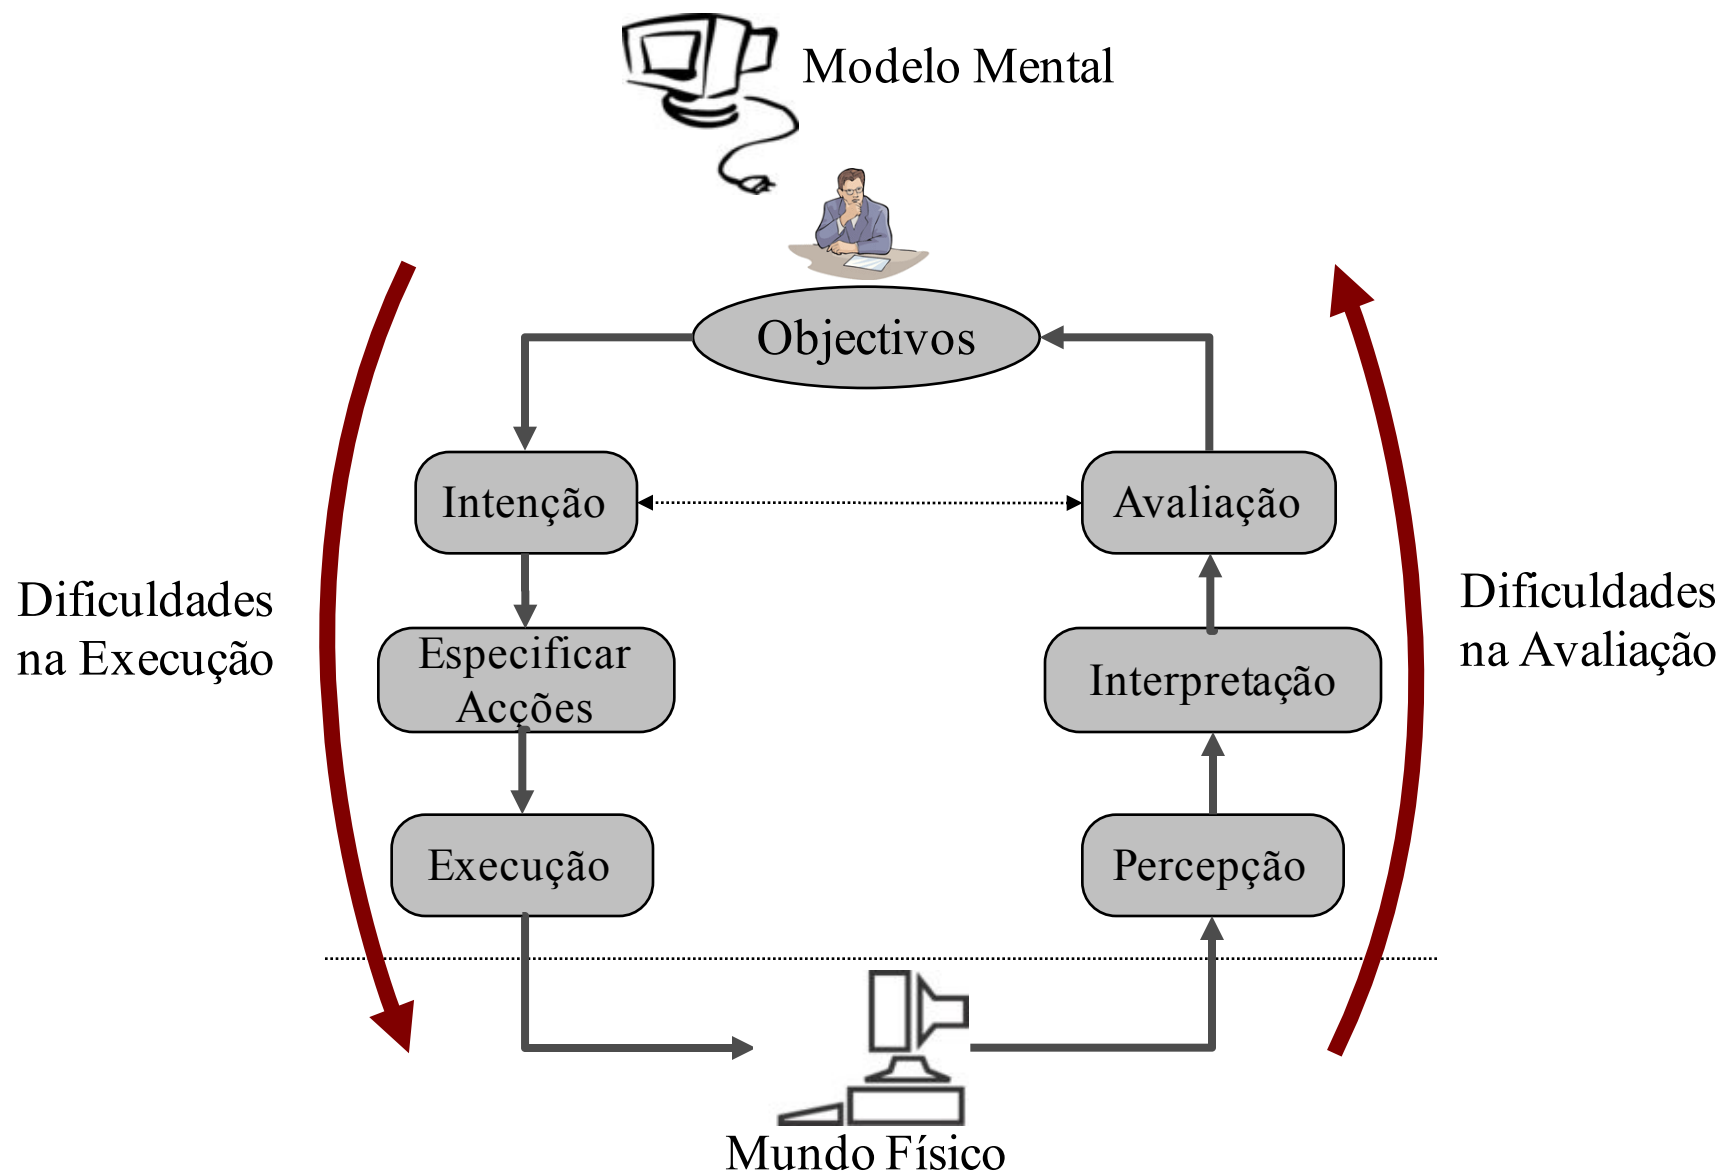 Modelo Mental
Objectivos
Intenção
Avaliação
Dificuldades
na Execução
Especificar
Acções
Interpretação
Dificuldades
na Avaliação
Execução
Percepção
Mundo Físico